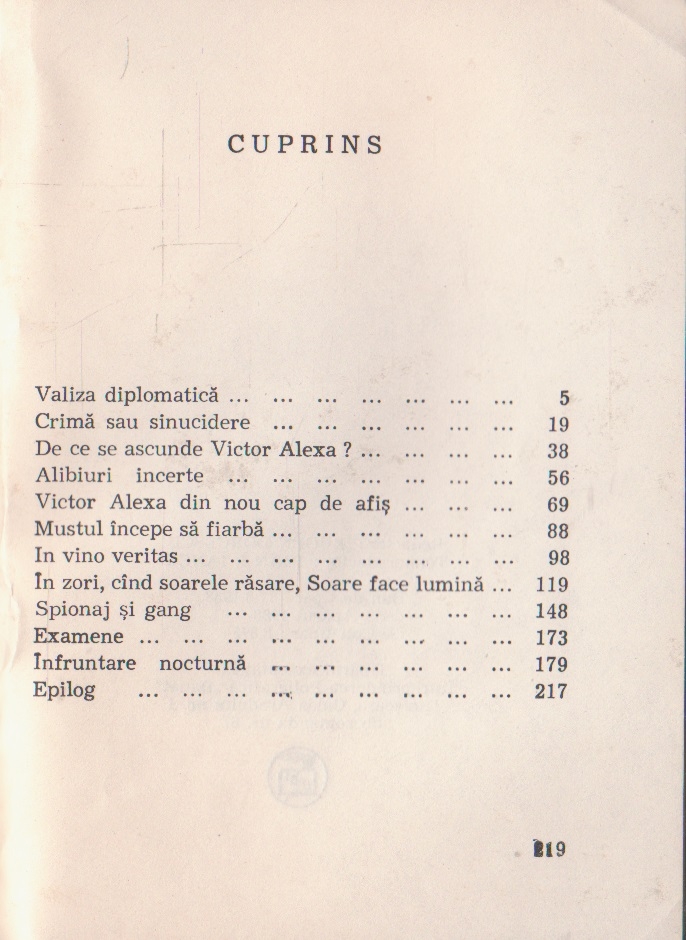 CUPRINS
Valiza diplomatică ... ... ... ... ... ... ... 5
Crimă sau sinucidere ... ... ... ... ... ... 19
De ce se ascunde Victor Alexa ? ... ... ... ... 38
Alibiuri incerte ... ... ... ... ... ... ... 56
Victor Alexa din nou cap de afiș ... ... ... 69
Mustul începe să fiarbă ... ... ... ... ... ... 88
In vino veritas ... ... ... ... ... ... ... ... 98
În zori, cînd soarele răsare, Soare face lumină ... 119
Spionaj și gang ... ... ... ... ... ... ... 148
Examene ... ... ... ... ... ... ... ... ... 173
Înfruntare nocturnă ... ... ... ... ... ... 179
Epilog ... ... ... ... ... ... ... ... ... 217
219